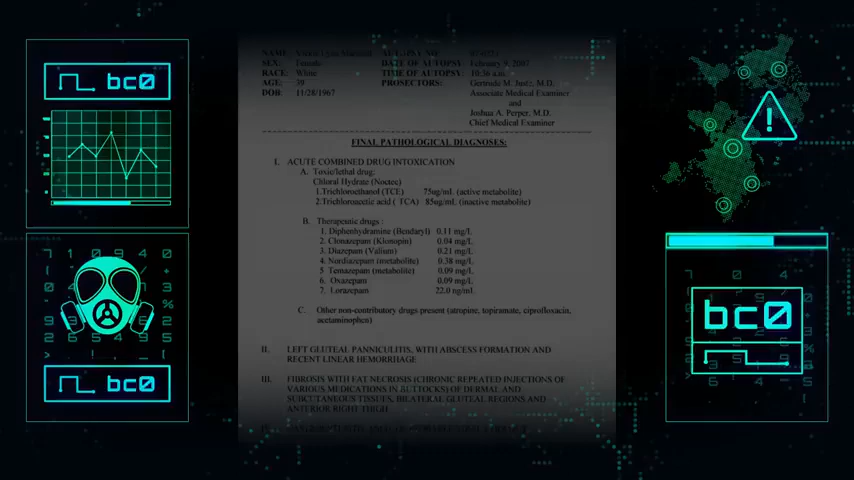 bc0
bc0
NAME:
AUTOPSY NO
SEX: Female DATE OF AUTOPSY: February 9, 2007
RACE: White TIME OF AUTOPSY: 10:36 a.m.
AGE: 39 PROSECTORS: Gertrude M. Juste, M.D.
DOB: 11/28/1967 Associate Medical Examiner
and
Joshua A. Perper, M.D.
Chief Medical Examiner
FINAL PATHOLOGICAL DIAGNOSES:
I. ACUTE COMBINED DRUG INTOXICATION
A. Toxic/lethal drug:
Chloral Hydrate (Noctec)
1.Trichloroethanol (TCE) 75ug/mL (active metabolite)
2.Trichloroacetic acid ( TCA) 85ug/mL (inactive metabolite)
B. Therapeutic drugs :
1. Diphenhydramine (Benadryl) 0.11 mg/L
2. Clonazepam (Klonopin) 0.04 mg/L
3. Diazepam (Valium) 0.21 mg/L
4. Nordiazepam (metabolite) 0.38 mg/L
5 Temazepam (metabolite) 0.09 mg/L
6. Oxazepam 0.09 mg/L
7. Lorazepam 22.0 ng/mL
C. Other non-contributory drugs present (atropine, topiramate, ciprofloxacin,
acetaminophen)
II. LEFT GLUTEAL PANNICULITIS, WITH ABSCESS FORMATION AND
RECENT LINEAR HEMORRHAGE
III. FIBROSIS WITH FAT NECROSIS (CHRONIC REPEATED INJECTIONS OF
VARIOUS MEDICATIONS IN BUTTOCKS) OF DERMAL AND
SUBCUTANEOUS TISSUES, BILATERAL GLUTEAL REGIONS AND
ANTERIOR RIGHT THIGH
!
bc0